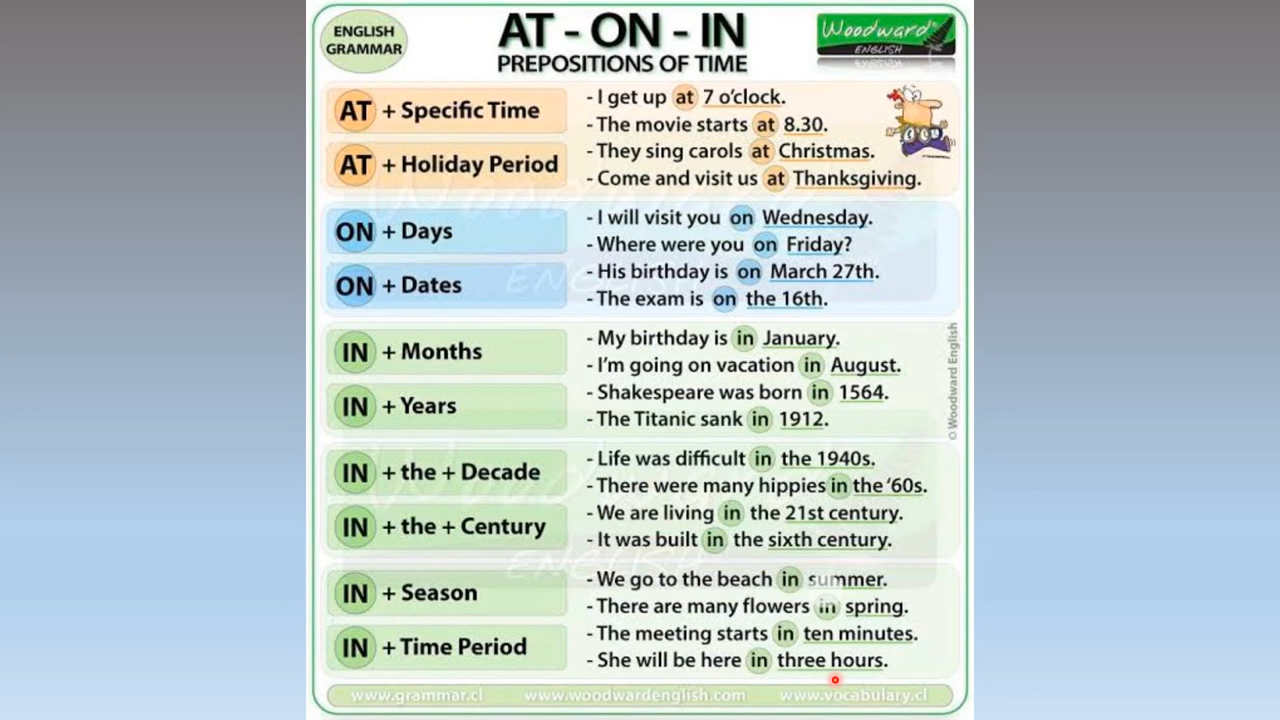 ENGLISH
GRAMMAR
AT - ON - IN
PREPOSITIONS OF TIME
Woodward®
ENGLISH
AT + Specific Time
- I get up at 7 o'clock.
- The movie starts at 8.30.
AT + Holiday Period
- They sing carols at Christmas.
- Come and visit us at Thanksgiving.
ON + Days
- I will visit you on Wednesday.
- Where were you on Friday?
ON + Dates
- His birthday is on March 27th.
- The exam is on the 16th.
IN + Months
- My birthday is in January.
- I'm going on vacation in August.
IN + Years
- Shakespeare was born in 1564.
- The Titanic sank in 1912.
IN + the + Decade
- Life was difficult in the 1940s.
- There were many hippies in the '60s.
IN + the + Century
- We are living in the 21st century.
- It was built in the sixth century.
IN + Season
- We go to the beach in summer.
- There are many flowers in spring.
IN + Time Period
- The meeting starts in ten minutes.
- She will be here in three hours.
© Woodward English
www.grammar.cl www.woodwardenglish.com www.vocabulary.cl